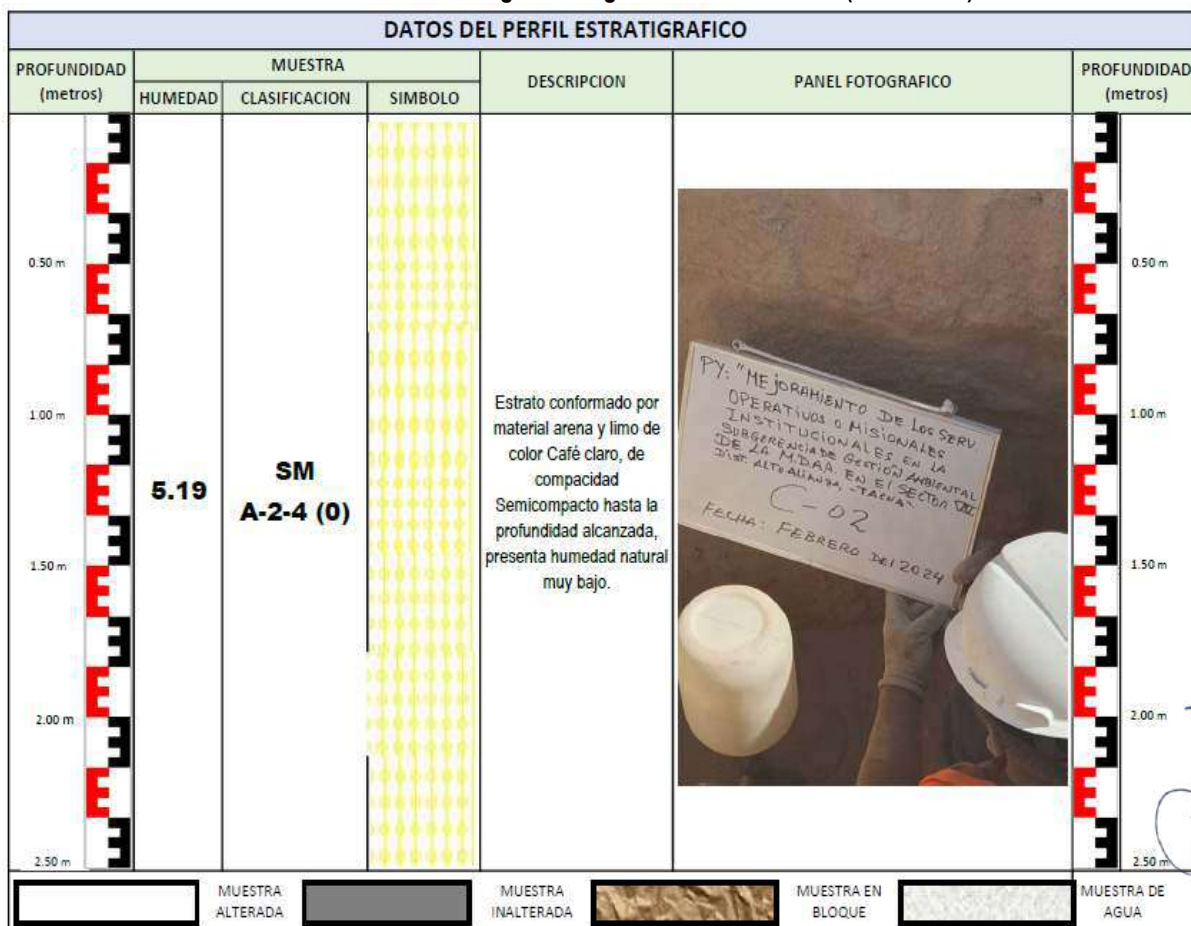 DATOS DEL PERFIL ESTRATIGRAFICO
PROFUNDIDAD
(metros)
MUESTRA
HUMEDAD
CLASIFICACION
SIMBOLO
DESCRIPCION
PANEL FOTOGRAFICO
PROFUNDIDAD
(metros)
0.50 m
1.00 m
1.50 m
2.00 m
2.50 m
5.19
SM
A-2-4 (0)
Estrato conformado por
material arena y limo de
color Café claro, de
compacidad
Semicompacto hasta la
profundidad alcanzada,
presenta humedad natural
muy bajo.
PY: "MEJORAMIENTO DE LOS SERV
OPERATIVOS O MISIONALES
INSTITUCIONALES EN LA
SUBGERENCIA DE GESTIÓN AMBIENTAL
DE LA M.D.A.A. EN El SECTOR VIII
DIST. ALTO ALIANZA, -TACNA"
C-02
FECHA: FEBRERO DEl 2024
0.50 m
1.00 m
1.50 m
2.00 m
2.50 m
MUESTRA
ALTERADA
MUESTRA
INALTERADA
MUESTRA EN
BLOQUE
MUESTRA DE
AGUA